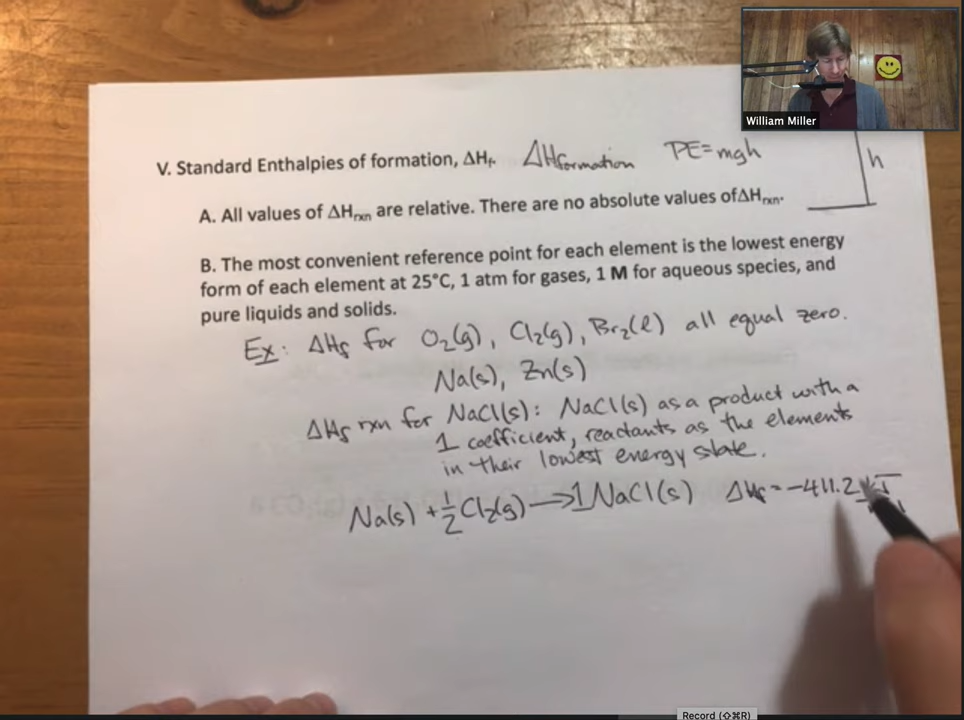 William Miller
V. Standard Enthalpies of formation, ΔHf. ΔHformation PE=mgh
h
A. All values of ΔHrxn are relative. There are no absolute values ofΔHrxn.
B. The most convenient reference point for each element is the lowest energy
form of each element at 25°C, 1 atm for gases, 1 M for aqueous species, and
pure liquids and solids.
Ex: ΔHf for O2(g), Cl2(g), Br2(l) all equal zero.
Na(s), Zn(s)
ΔHf rxn for NaCl(s): NaCl(s) as a product with a
1 coefficient, reactants as the elements
in their lowest energy state.
Na(s) + 1/2 Cl2(g) → 1 NaCl(s) ΔHf = -411.2 kJ
Record (⇧⌘R)